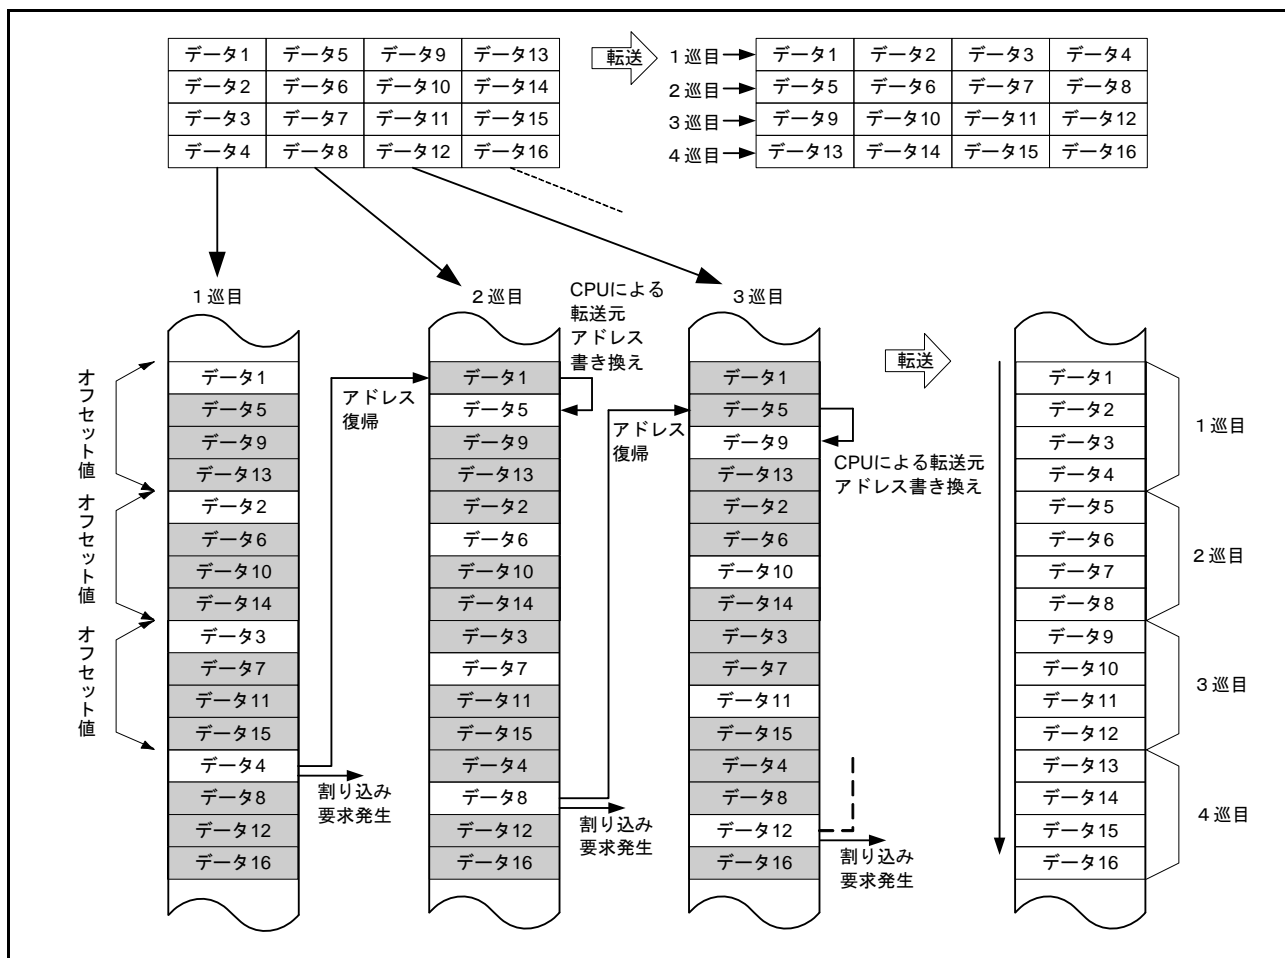 データ1 データ5 データ9 データ13
データ2 データ6 データ10 データ14
データ3 データ7 データ11 データ15
データ4 データ8 データ12 データ16
転送
1巡目 データ1 データ2 データ3 データ4
2巡目 データ5 データ6 データ7 データ8
3巡目 データ9 データ10 データ11 データ12
4巡目 データ13 データ14 データ15 データ16
1巡目
オフセット値
オフセット値
オフセット値
データ1
データ5
データ9
データ13
データ2
データ6
データ10
データ14
データ3
データ7
データ11
データ15
データ4
データ8
データ12
データ16
アドレス
復帰
割り込み
要求発生
2巡目
CPUによる
転送元
アドレス
書き換え
データ1
データ5
データ9
データ13
データ2
データ6
データ10
データ14
データ3
データ7
データ11
データ15
データ4
データ8
データ12
データ16
アドレス
復帰
割り込み
要求発生
3巡目
データ1
データ5
データ9
データ13
データ2
データ6
データ10
データ14
データ3
データ7
データ11
データ15
データ4
データ8
データ12
データ16
CPUによる転送元
アドレス書き換え
割り込み
要求発生
転送
データ1
データ2
データ3
データ4
データ5
データ6
データ7
データ8
データ9
データ10
データ11
データ12
データ13
データ14
データ15
データ16
1巡目
2巡目
3巡目
4巡目